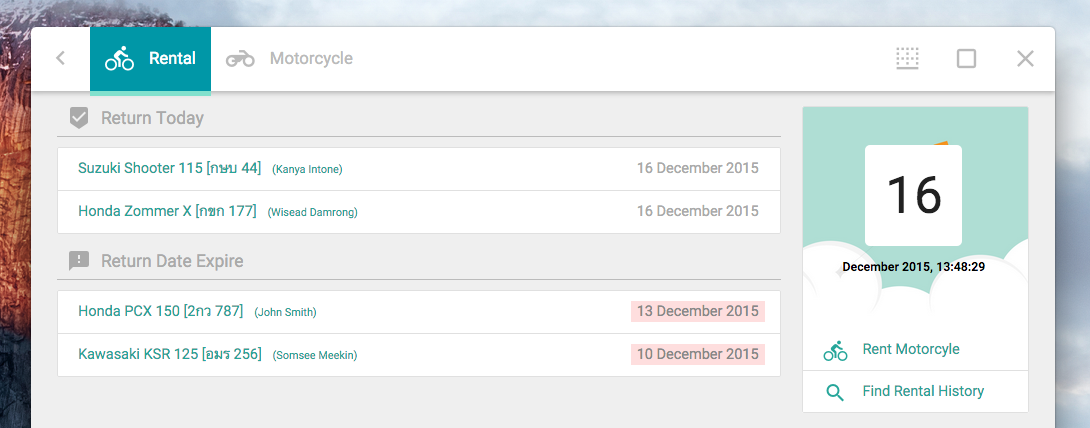 Rental
Motorcycle
Return Today
Suzuki Shooter 115 [กษบ 44] (Kanya Intone) 16 December 2015
Honda Zommer X [กขก 177] (Wisead Damrong) 16 December 2015
Return Date Expire
Honda PCX 150 [2กว 787] (John Smith) 13 December 2015
Kawasaki KSR 125 [อมร 256] (Somsee Meekin) 10 December 2015
16
December 2015, 13:48:29
Rent Motorcyle
Find Rental History